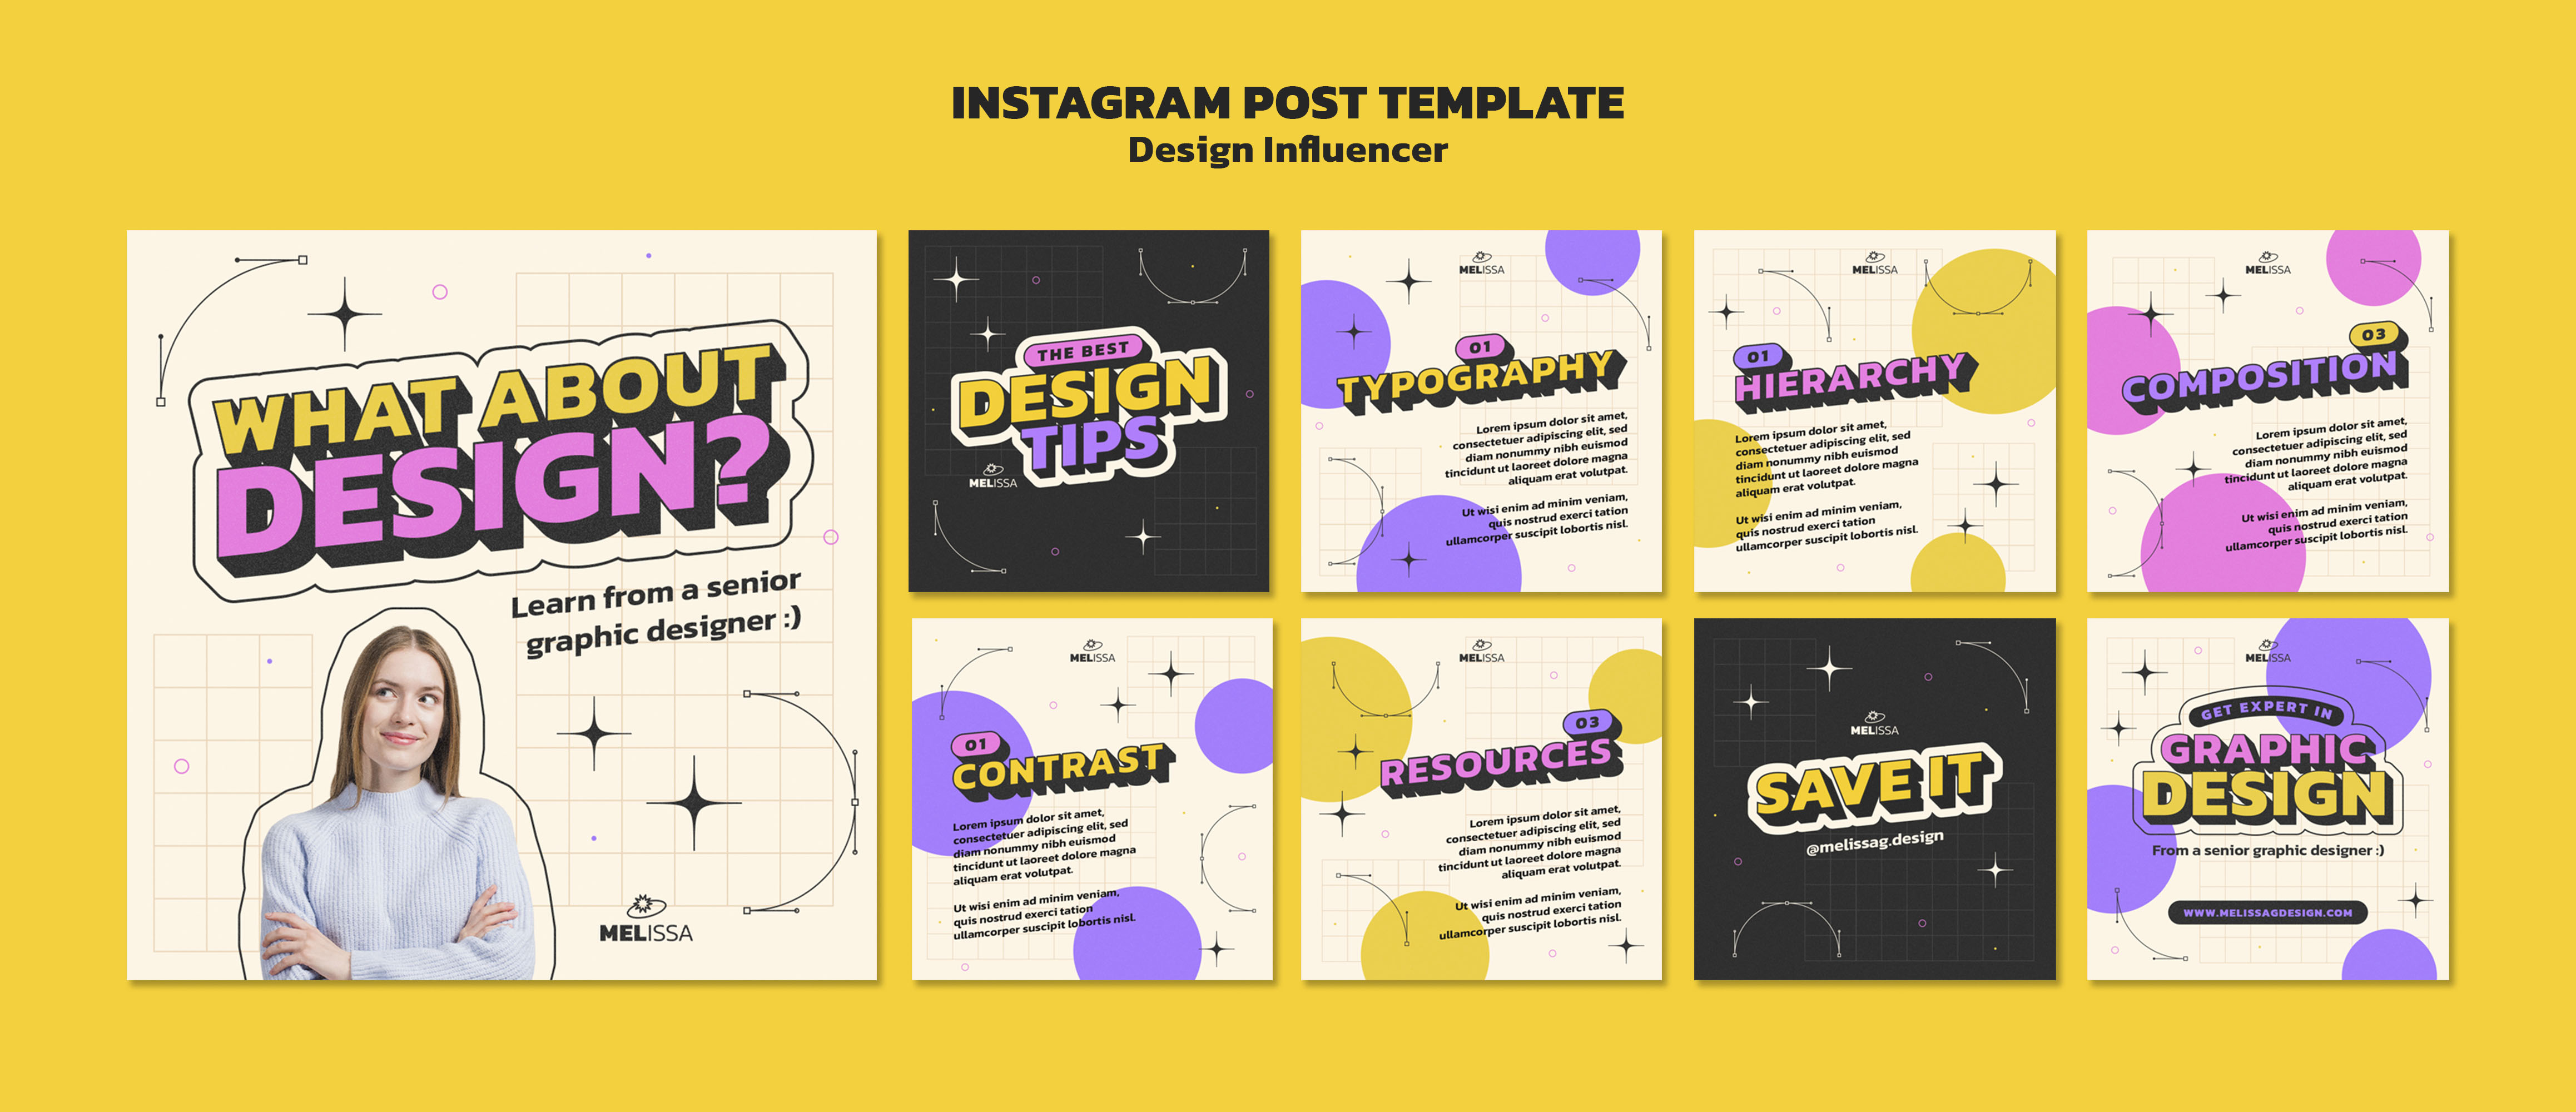 INSTAGRAM POST TEMPLATE
Design Influencer
WHAT ABOUT
DESIGN?
Learn from a senior
graphic designer :)
MELISSA
THE BEST
DESIGN
TIPS
MELISSA
MELISSA
01
TYPOGRAPHY
Lorem ipsum dolor sit amet,
consectetuer adipiscing elit, sed
diam nonummy nibh euismod
tincidunt ut laoreet dolore magna
aliquam erat volutpat.
Ut wisi enim ad minim veniam,
quis nostrud exerci tation
ullamcorper suscipit lobortis nisl.
MELISSA
01
HIERARCHY
Lorem ipsum dolor sit amet,
consectetuer adipiscing elit, sed
diam nonummy nibh euismod
tincidunt ut laoreet dolore magna
aliquam erat volutpat.
Ut wisi enim ad minim veniam,
quis nostrud exerci tation
ullamcorper suscipit lobortis nisl.
MELISSA
03
COMPOSITION
Lorem ipsum dolor sit amet,
consectetuer adipiscing elit, sed
diam nonummy nibh euismod
tincidunt ut laoreet dolore magna
aliquam erat volutpat.
Ut wisi enim ad minim veniam,
quis nostrud exerci tation
ullamcorper suscipit lobortis nisl.
MELISSA
01
CONTRAST
Lorem ipsum dolor sit amet,
consectetuer adipiscing elit, sed
diam nonummy nibh euismod
tincidunt ut laoreet dolore magna
aliquam erat volutpat.
Ut wisi enim ad minim veniam,
quis nostrud exerci tation
ullamcorper suscipit lobortis nisl.
MELISSA
03
RESOURCES
Lorem ipsum dolor sit amet,
consectetuer adipiscing elit, sed
diam nonummy nibh euismod
tincidunt ut laoreet dolore magna
aliquam erat volutpat.
Ut wisi enim ad minim veniam,
quis nostrud exerci tation
ullamcorper suscipit lobortis nisl.
MELISSA
SAVE IT
@melissag.design
MELISSA
GET EXPERT IN
GRAPHIC
DESIGN
From a senior graphic designer :)
WWW.MELISSAGDESIGN.COM